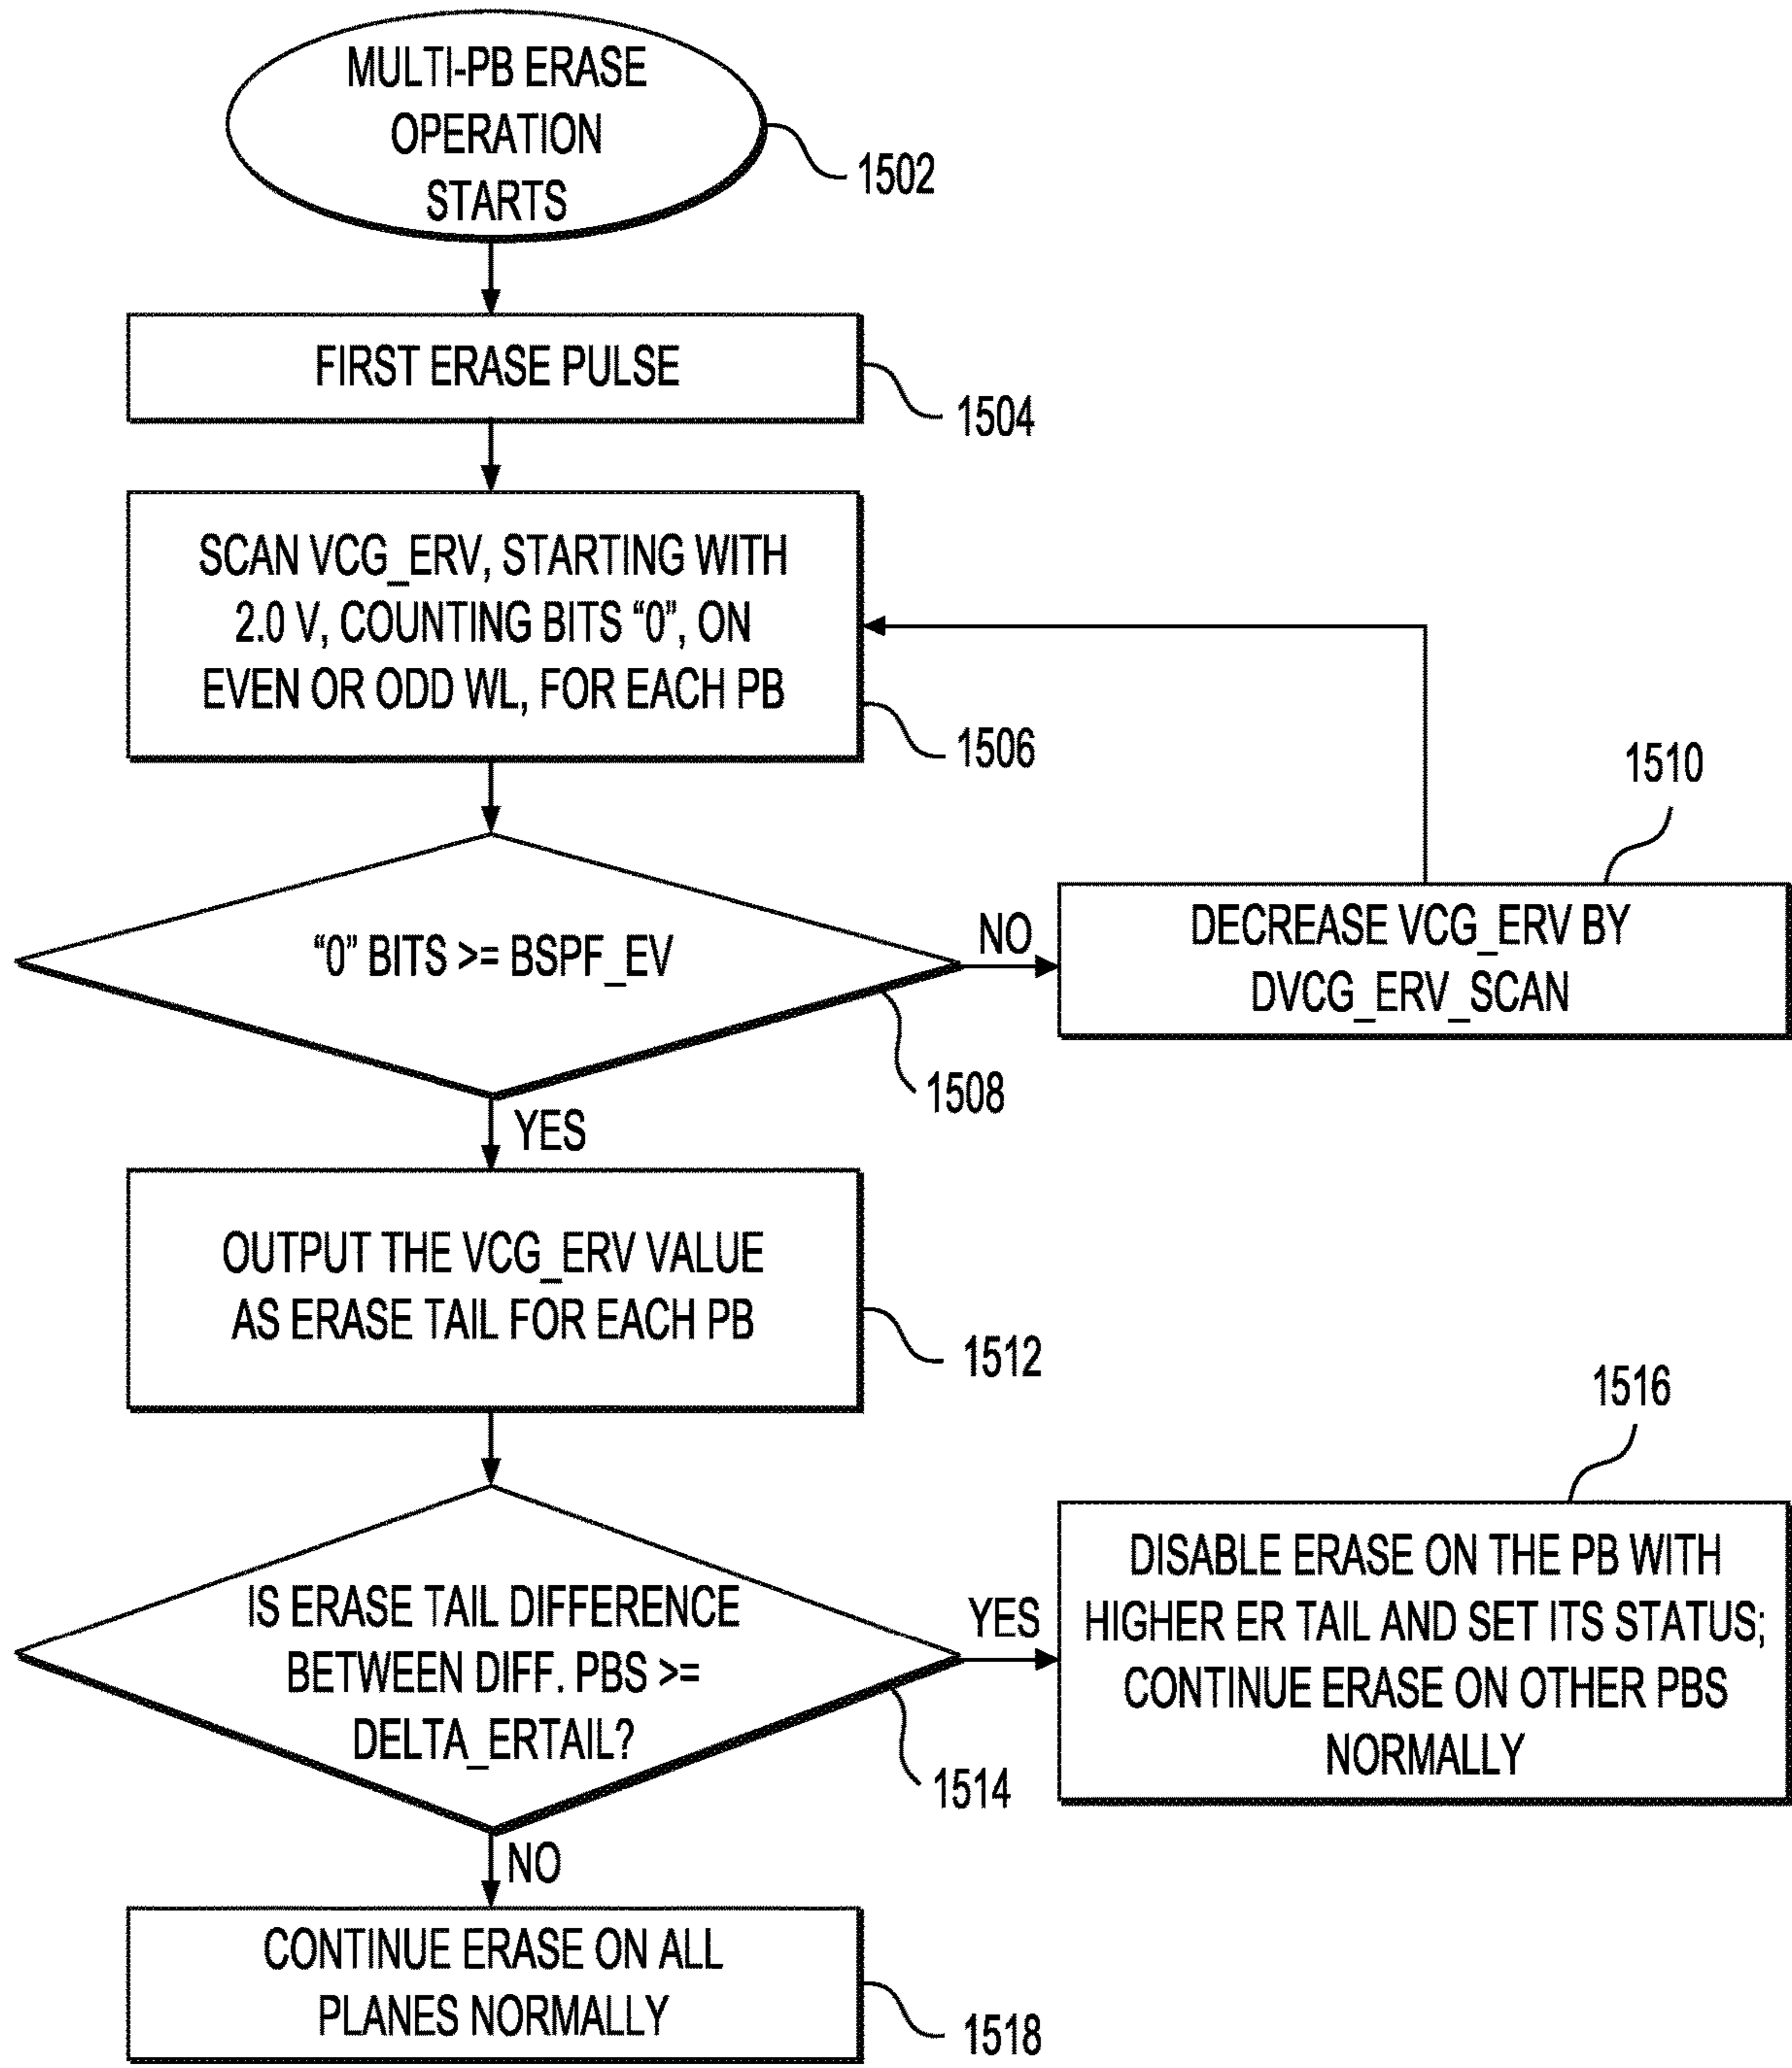 MULTI-PB ERASE
OPERATION
STARTS
1502
FIRST ERASE PULSE
1504
SCAN VCG_ERV, STARTING WITH
2.0 V, COUNTING BITS “0”, ON
EVEN OR ODD WL, FOR EACH PB
1506
1510
“0” BITS >= BSPF_EV
NO
DECREASE VCG_ERV BY
DVCG_ERV_SCAN
1508
YES
OUTPUT THE VCG_ERV VALUE
AS ERASE TAIL FOR EACH PB
1512
1516
IS ERASE TAIL DIFFERENCE
BETWEEN DIFF. PBS >=
DELTA_ERTAIL?
YES
DISABLE ERASE ON THE PB WITH
HIGHER ER TAIL AND SET ITS STATUS;
CONTINUE ERASE ON OTHER PBS
NORMALLY
1514
NO
CONTINUE ERASE ON ALL
PLANES NORMALLY
1518